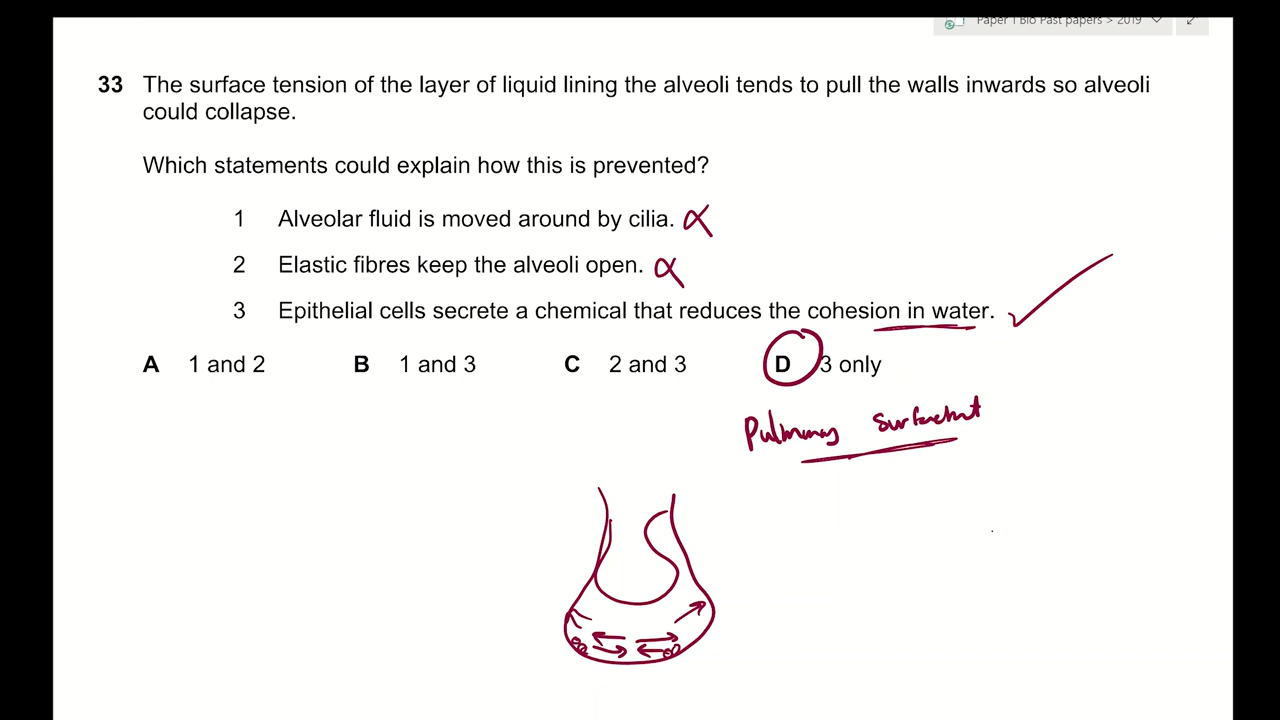 Paper 1 Bio Past papers > 2019
33 The surface tension of the layer of liquid lining the alveoli tends to pull the walls inwards so alveoli
could collapse.
Which statements could explain how this is prevented?
1 Alveolar fluid is moved around by cilia.
2 Elastic fibres keep the alveoli open.
3 Epithelial cells secrete a chemical that reduces the cohesion in water.
A 1 and 2 B 1 and 3 C 2 and 3 D 3 only
Surfactant